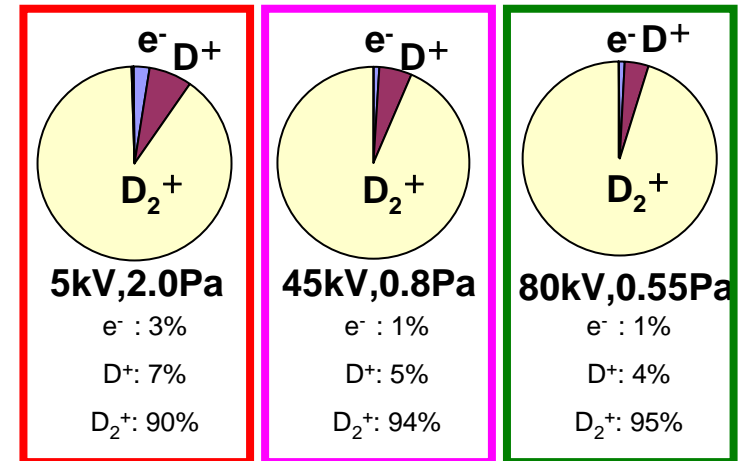 e⁻ D⁺
D₂⁺
5kV,2.0Pa
e⁻ : 3%
D⁺: 7%
D₂⁺: 90%
e⁻ D⁺
D₂⁺
45kV,0.8Pa
e⁻ : 1%
D⁺: 5%
D₂⁺: 94%
e⁻ D⁺
D₂⁺
80kV,0.55Pa
e⁻ : 1%
D⁺: 4%
D₂⁺: 95%